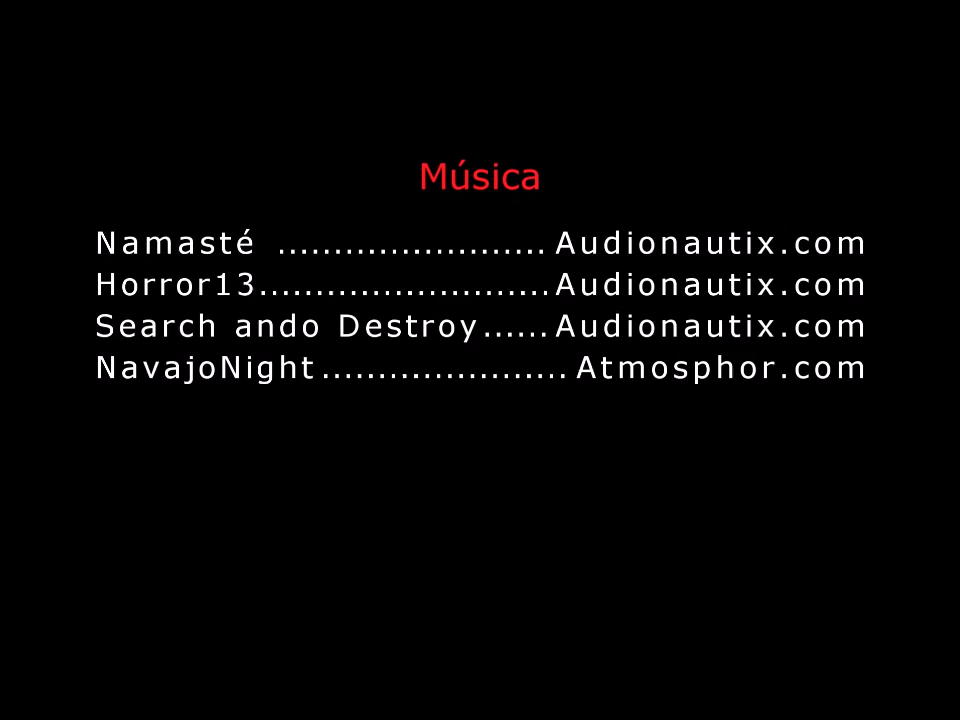 Música
Namasté ........................ Audionautix.com
Horror13.......................... Audionautix.com
Search ando Destroy...... Audionautix.com
NavajoNight...................... Atmosphor.com